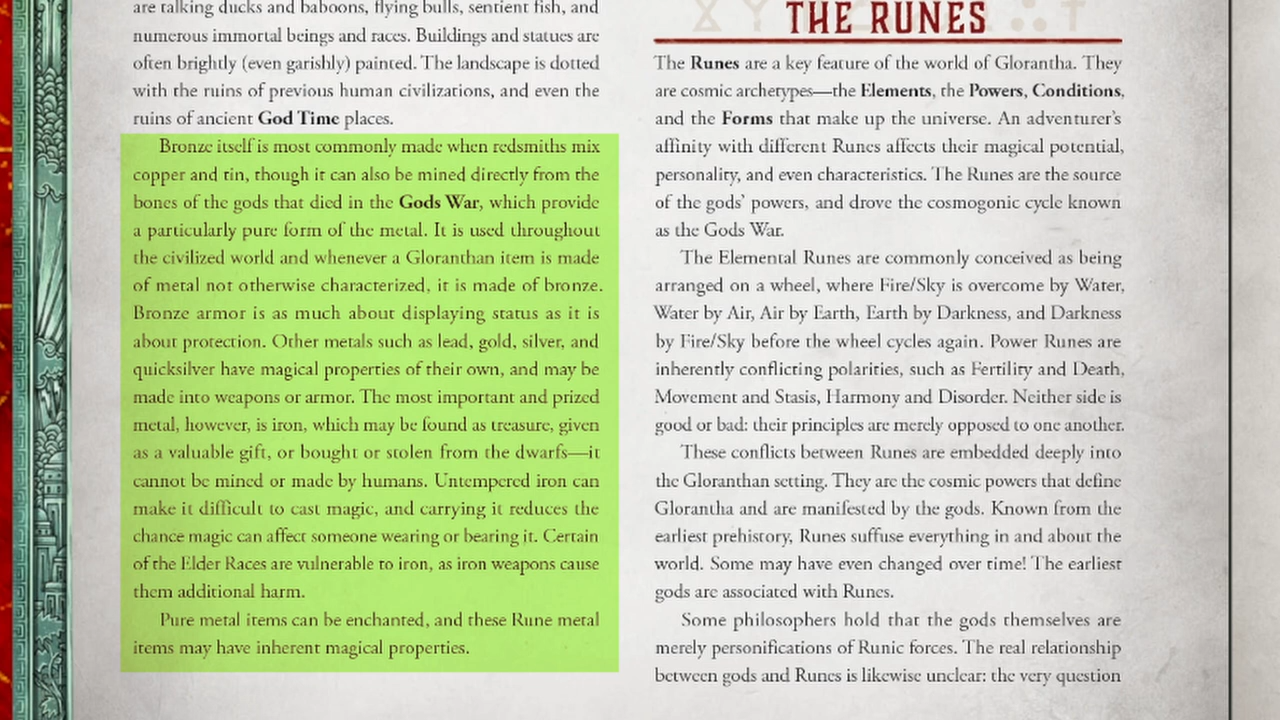 are talking ducks and baboons, flying bulls, sentient fish, and
numerous immortal beings and races. Buildings and statues are
often brightly (even garishly) painted. The landscape is dotted
with the ruins of previous human civilizations, and even the
ruins of ancient God Time places.
Bronze itself is most commonly made when redsmiths mix
copper and tin, though it can also be mined directly from the
bones of the gods that died in the Gods War, which provide
a particularly pure form of the metal. It is used throughout
the civilized world and whenever a Gloranthan item is made
of metal not otherwise characterized, it is made of bronze.
Bronze armor is as much about displaying status as it is
about protection. Other metals such as lead, gold, silver, and
quicksilver have magical properties of their own, and may be
made into weapons or armor. The most important and prized
metal, however, is iron, which may be found as treasure, given
as a valuable gift, or bought or stolen from the dwarfs—it
cannot be mined or made by humans. Untempered iron can
make it difficult to cast magic, and carrying it reduces the
chance magic can affect someone wearing or bearing it. Certain
of the Elder Races are vulnerable to iron, as iron weapons cause
them additional harm.
Pure metal items can be enchanted, and these Rune metal
items may have inherent magical properties.
THE RUNES
The Runes are a key feature of the world of Glorantha. They
are cosmic archetypes—the Elements, the Powers, Conditions,
and the Forms that make up the universe. An adventurer's
affinity with different Runes affects their magical potential,
personality, and even characteristics. The Runes are the source
of the gods' powers, and drove the cosmogonic cycle known
as the Gods War.
The Elemental Runes are commonly conceived as being
arranged on a wheel, where Fire/Sky is overcome by Water,
Water by Air, Air by Earth, Earth by Darkness, and Darkness
by Fire/Sky before the wheel cycles again. Power Runes are
inherently conflicting polarities, such as Fertility and Death,
Movement and Stasis, Harmony and Disorder. Neither side is
good or bad: their principles are merely opposed to one another.
These conflicts between Runes are embedded deeply into
the Gloranthan setting. They are the cosmic powers that define
Glorantha and are manifested by the gods. Known from the
earliest prehistory, Runes suffuse everything in and about the
world. Some may have even changed over time! The earliest
gods are associated with Runes.
Some philosophers hold that the gods themselves are
merely personifications of Runic forces. The real relationship
between gods and Runes is likewise unclear: the very question